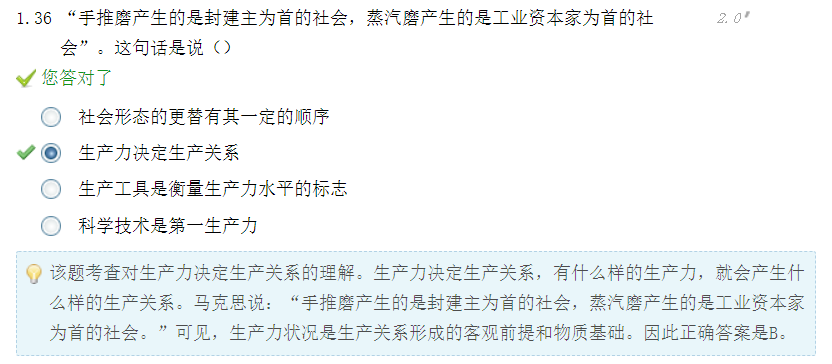 1.36 “手推磨产生的是封建主为首的社会，蒸汽磨产生的是工业资本家为首的社 2.0'
会”。这句话是说（）
您答对了
社会形态的更替有其一定的顺序
生产力决定生产关系
生产工具是衡量生产力水平的标志
科学技术是第一生产力
该题考查对生产力决定生产关系的理解。生产力决定生产关系，有什么样的生产力，就会产生什
么样的生产关系。马克思说：“手推磨产生的是封建主为首的社会，蒸汽磨产生的是工业资本家
为首的社会。”可见，生产力状况是生产关系形成的客观前提和物质基础。因此正确答案是B。